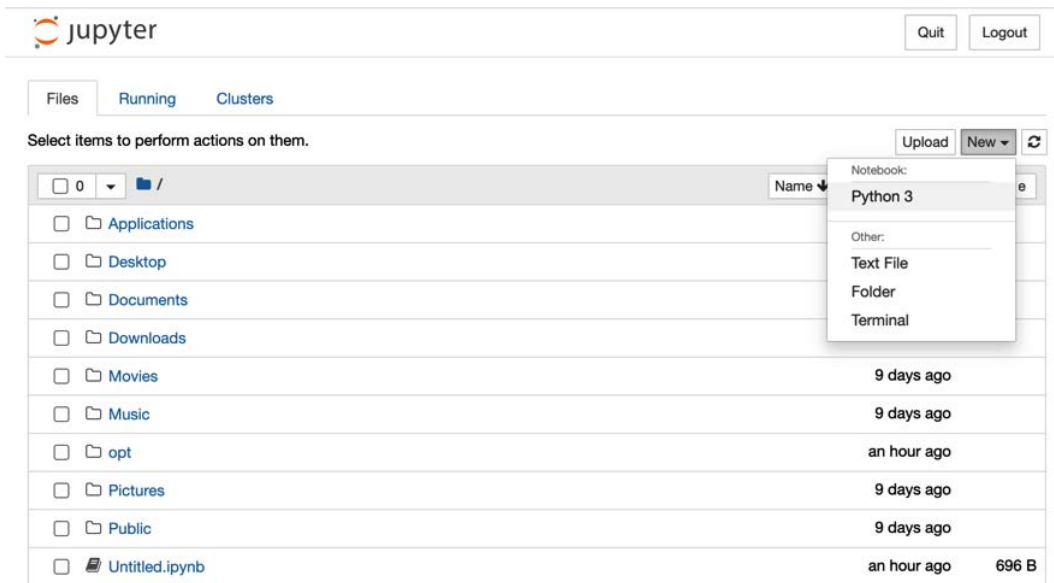 jupyter Quit Logout
Files Running Clusters
Select items to perform actions on them. Upload New
0 / Name e
Notebook:
Python 3
Other:
Text File
Folder
Terminal
Applications
Desktop
Documents
Downloads
Movies 9 days ago
Music 9 days ago
opt an hour ago
Pictures 9 days ago
Public 9 days ago
Untitled.ipynb an hour ago 696 B